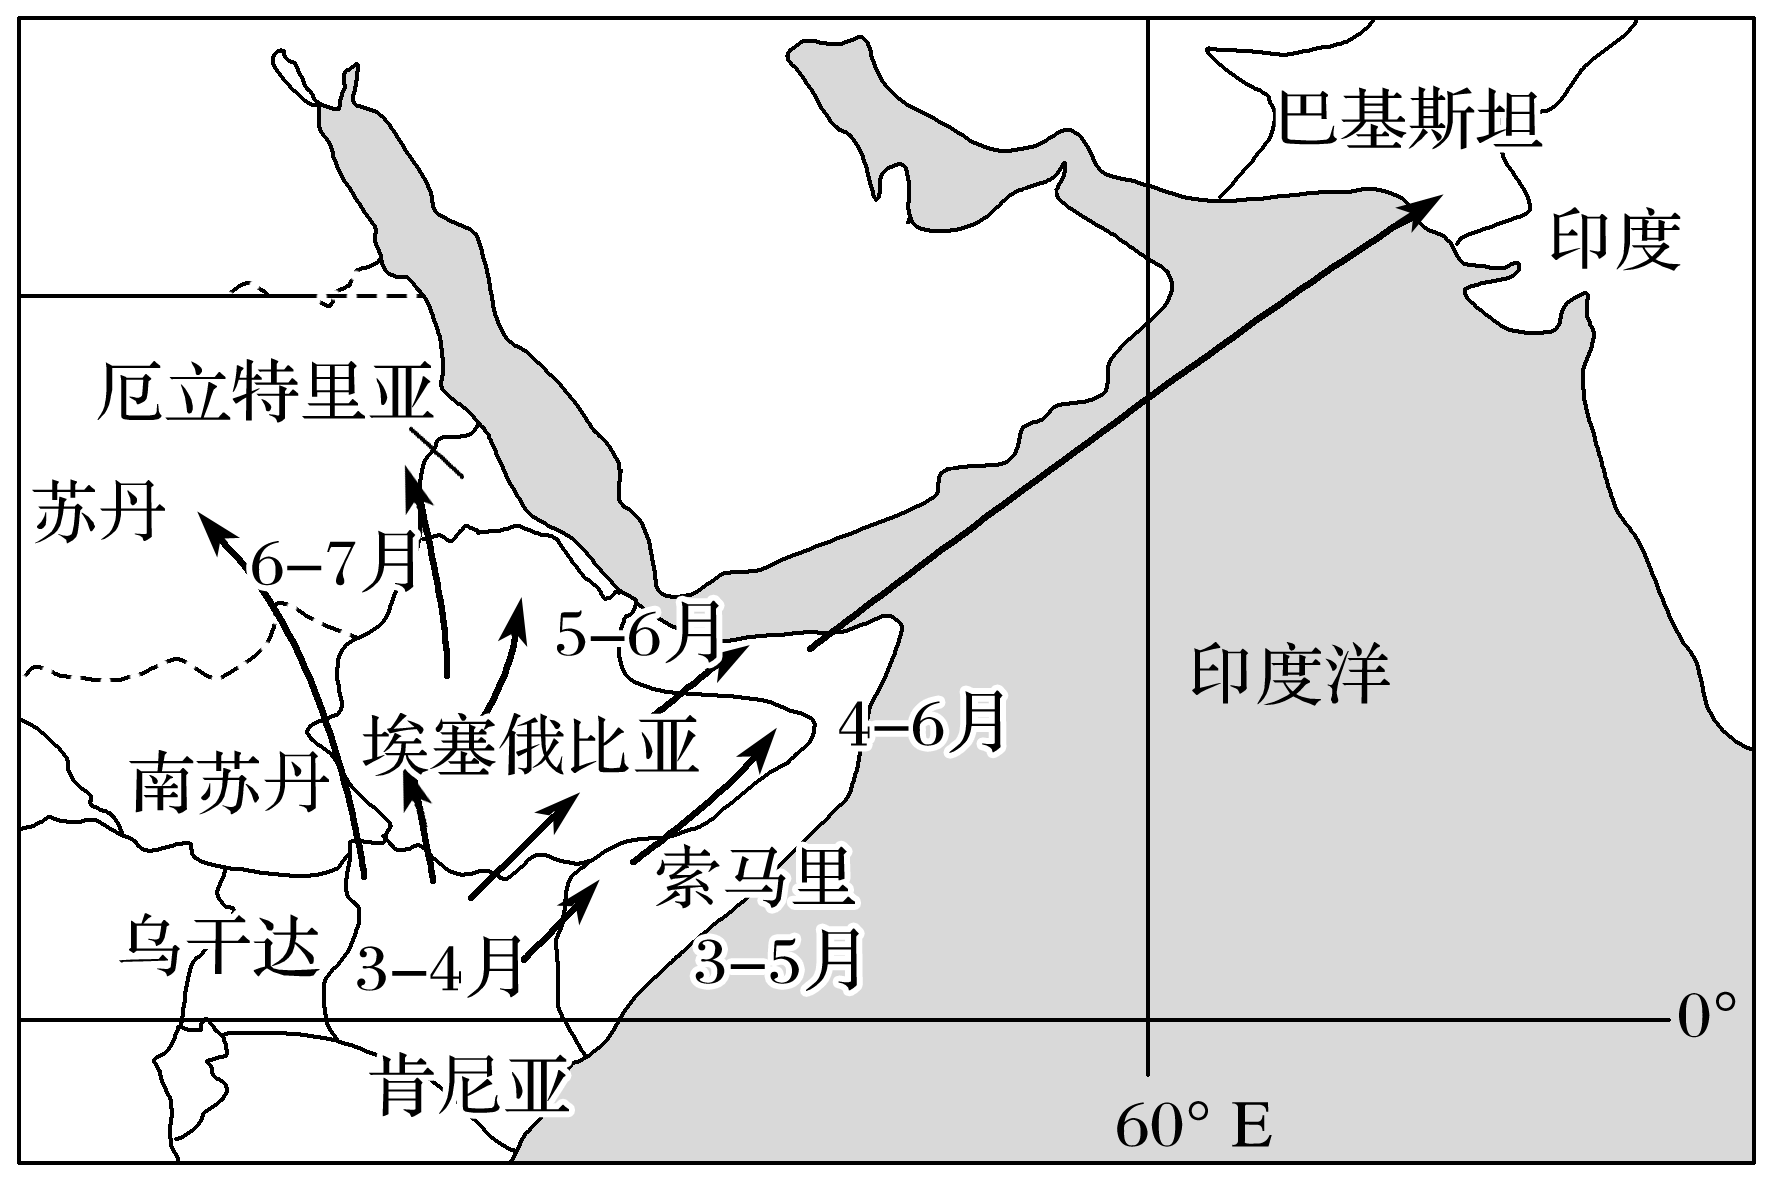 巴基斯坦
印度
厄立特里亚
苏丹
6–7月
5–6月
印度洋
4–6月
埃塞俄比亚
南苏丹
索马里
乌干达
3–4月
3–5月
0°
肯尼亚
60° E